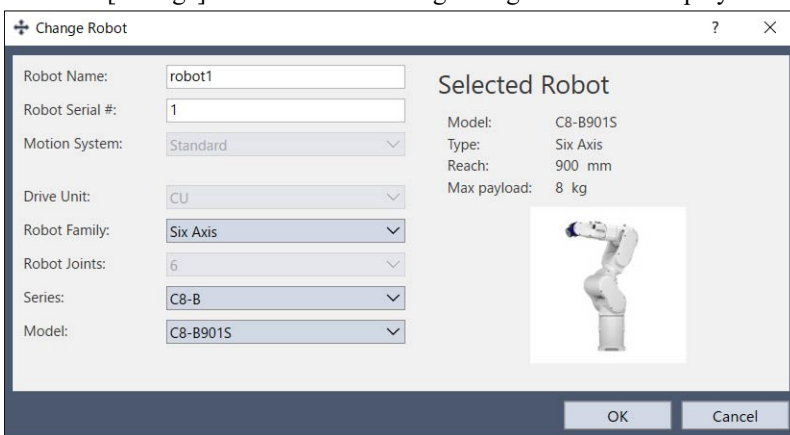 Change Robot ?
Robot Name: robot1
Robot Serial #: 1
Motion System: Standard
Drive Unit: CU
Robot Family: Six Axis
Robot Joints: 6
Series: C8-B
Model: C8-B901S
Selected Robot
Model: C8-B901S
Type: Six Axis
Reach: 900 mm
Max payload: 8 kg
OK Cancel